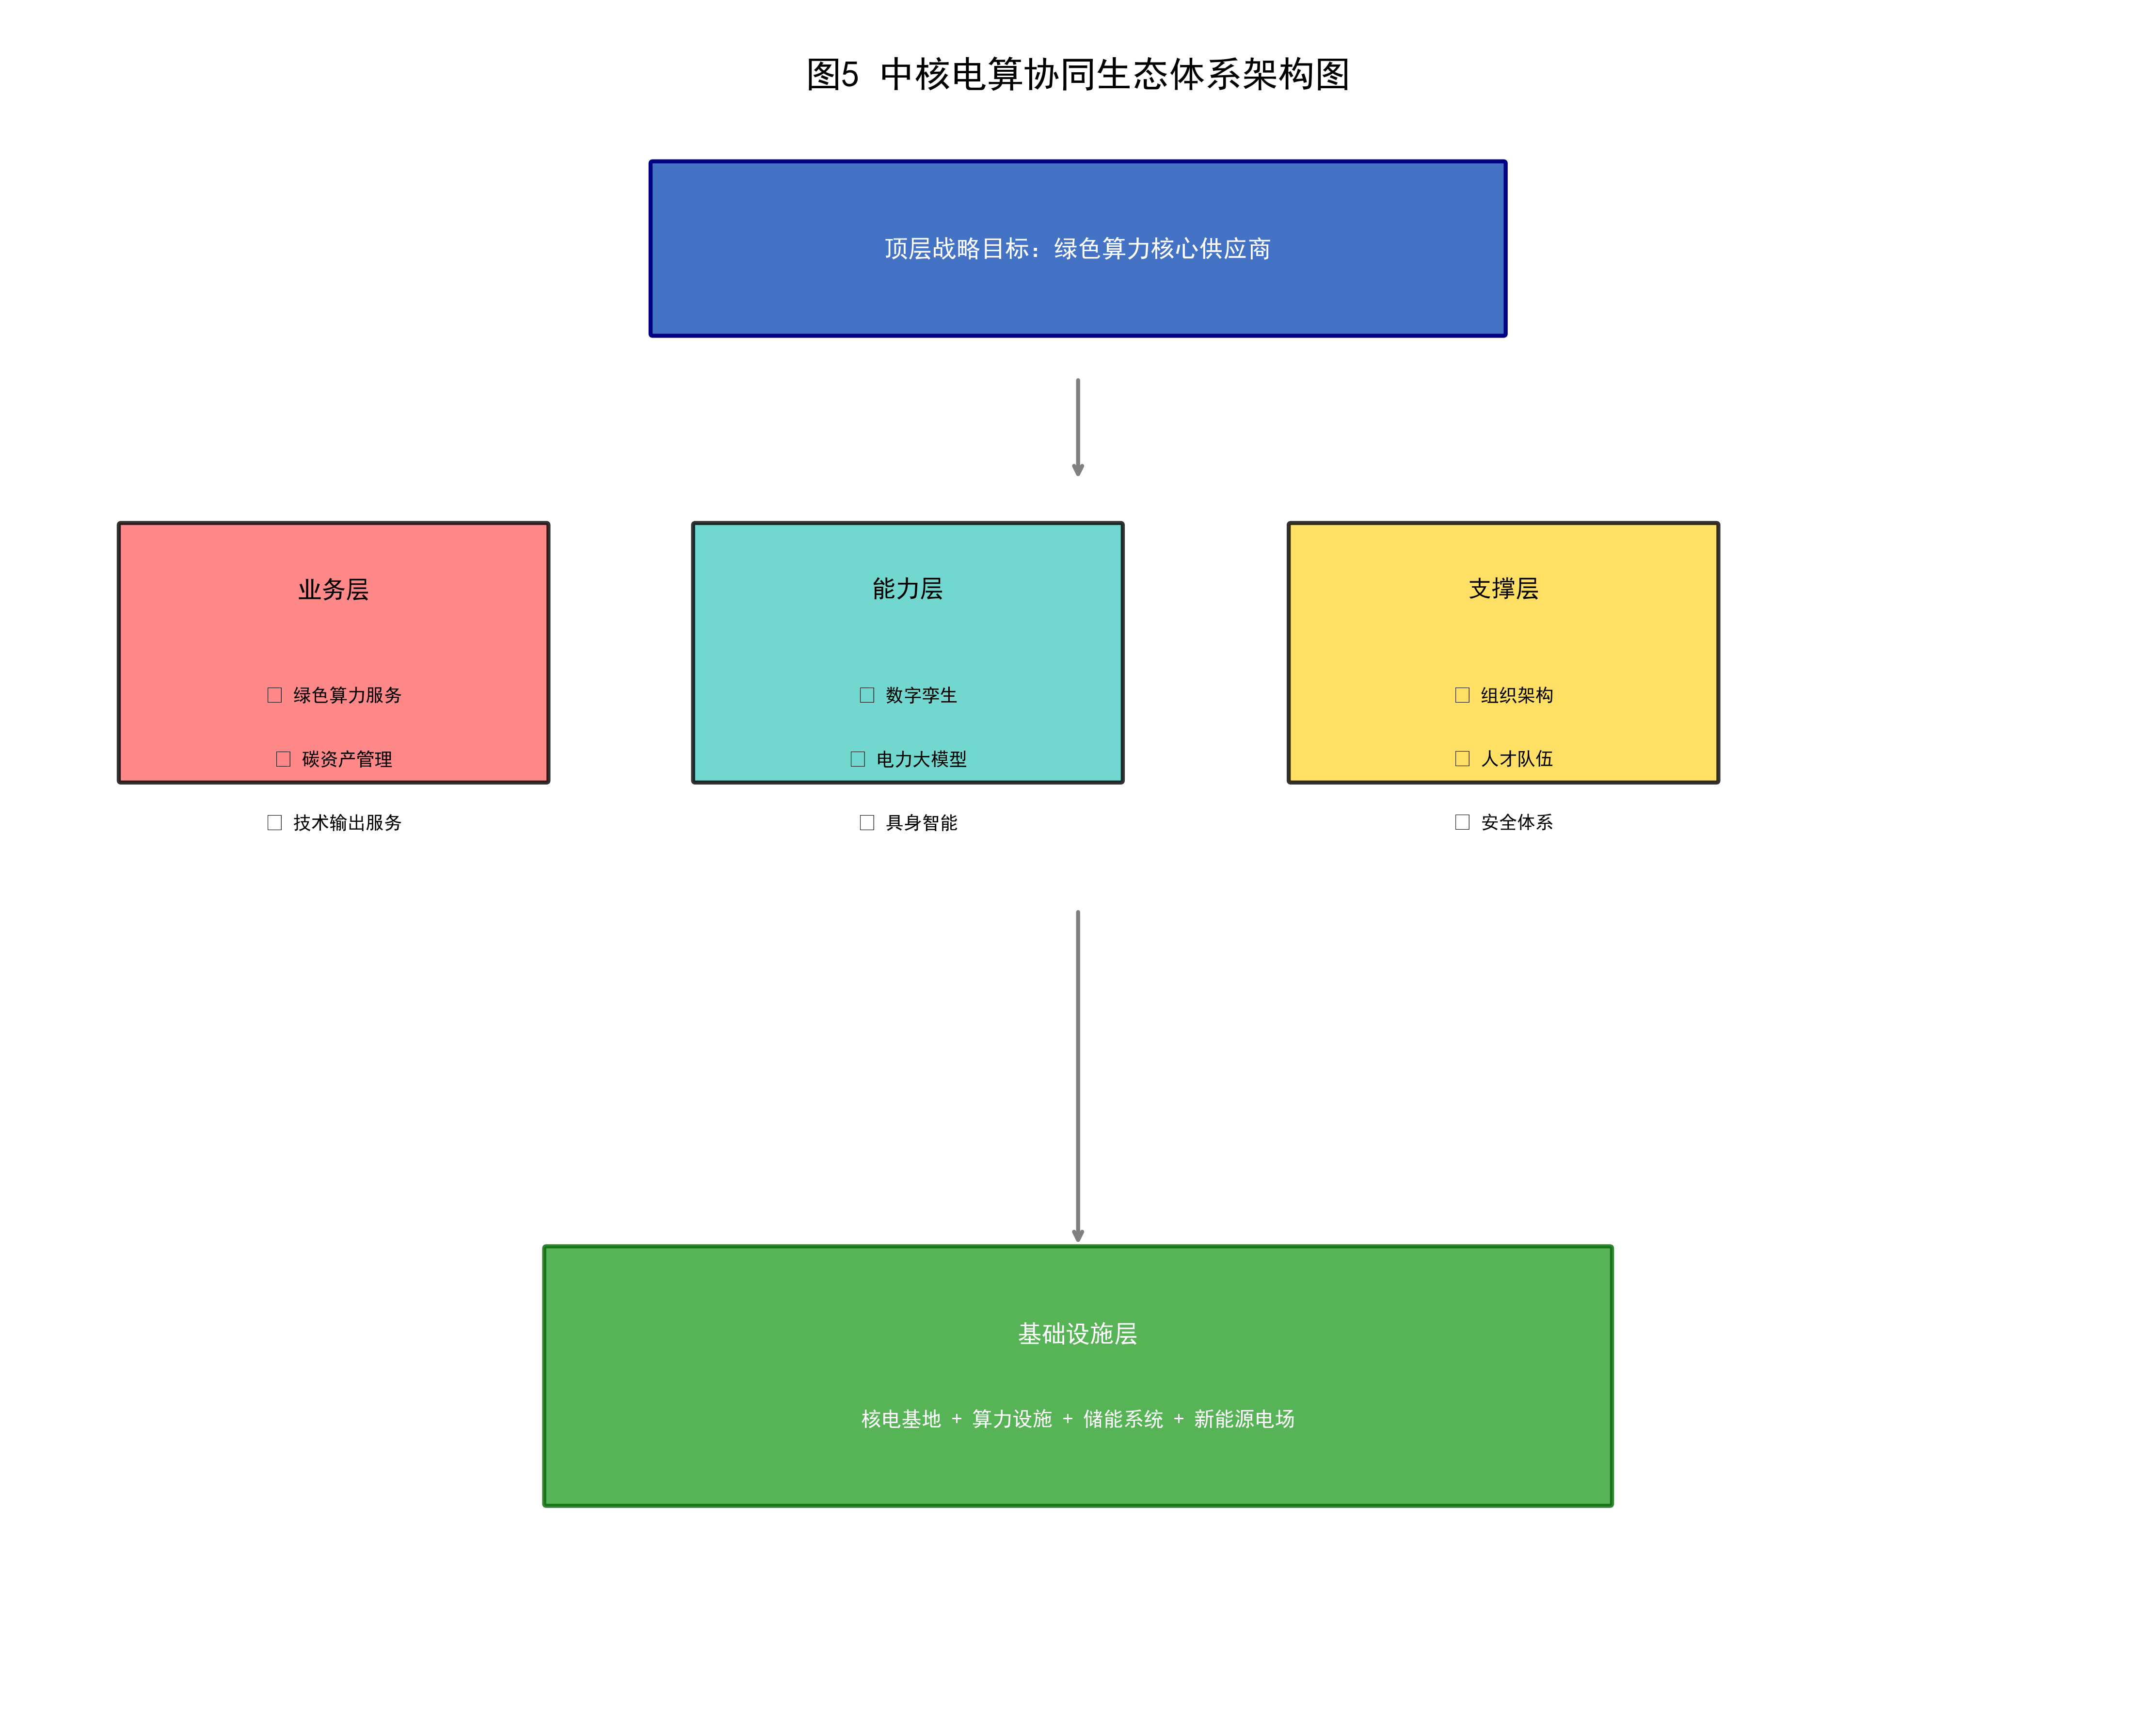 图5 中核电算协同生态体系架构图
顶层战略目标：绿色算力核心供应商
业务层
□ 绿色算力服务
□ 碳资产管理
□ 技术输出服务
能力层
□ 数字孪生
□ 电力大模型
□ 具身智能
支撑层
□ 组织架构
□ 人才队伍
□ 安全体系
基础设施层
核电基地 + 算力设施 + 储能系统 + 新能源电场